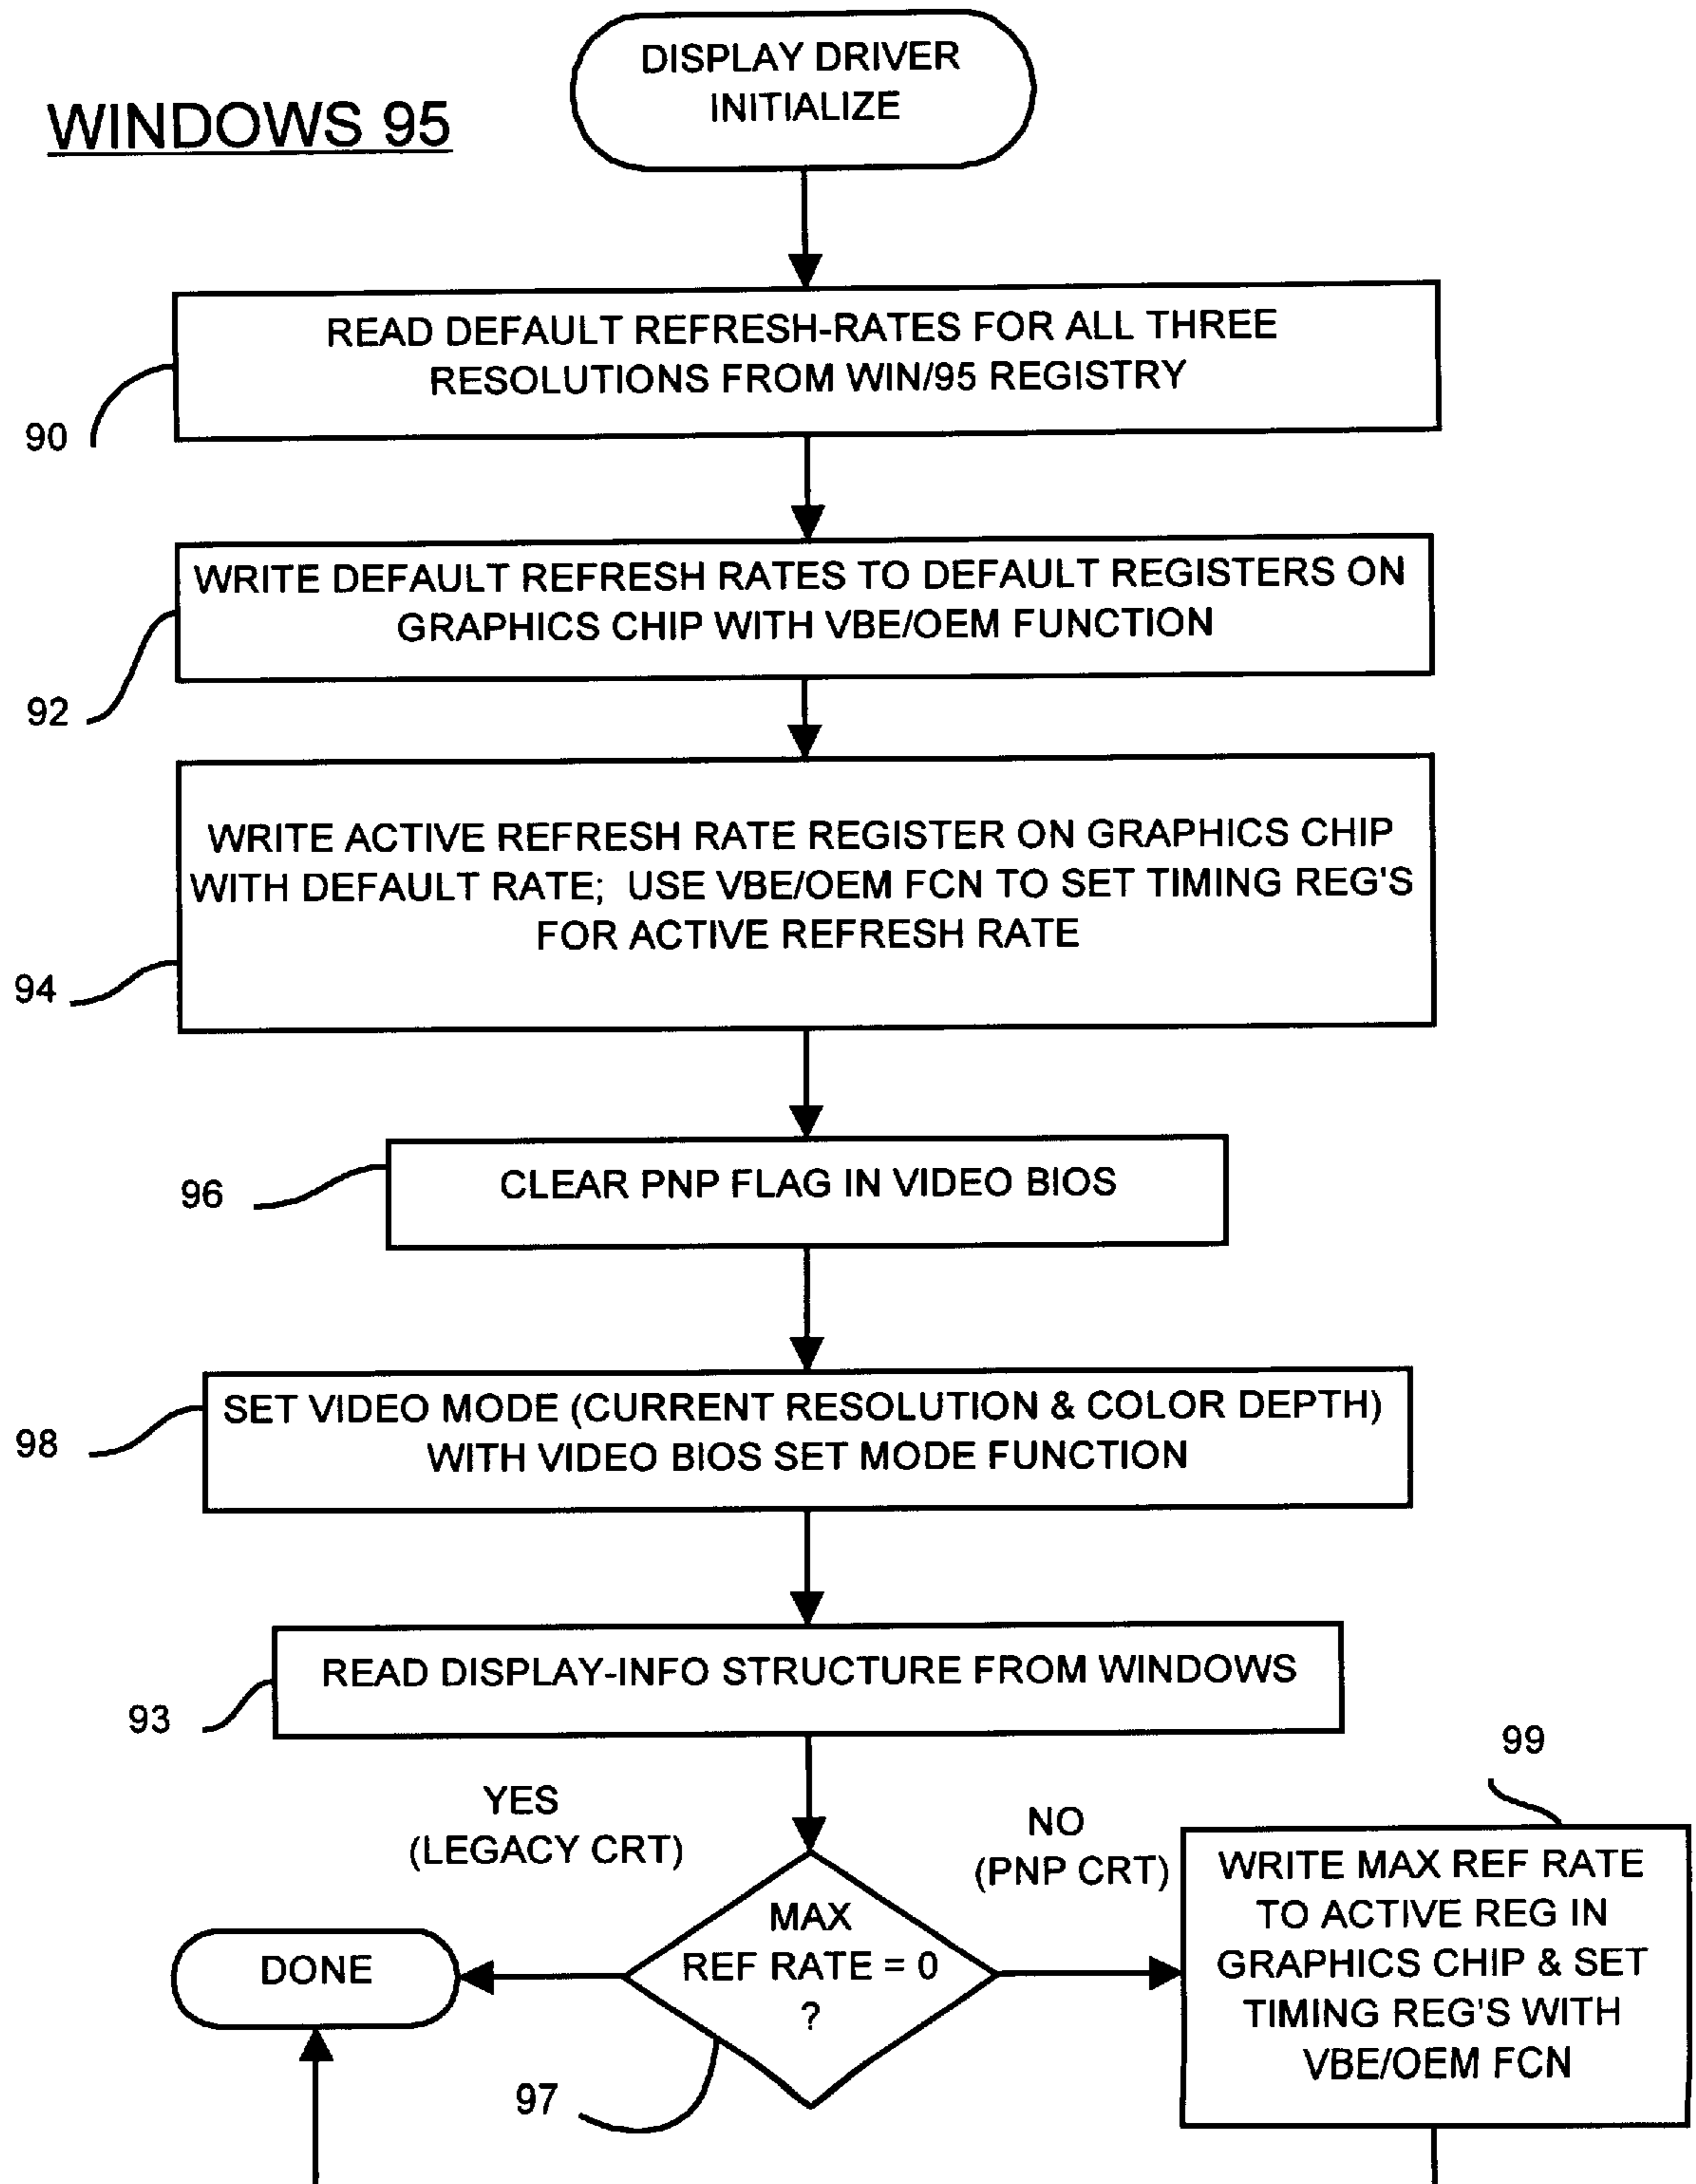 DISPLAY DRIVER
INITIALIZE
WINDOWS 95
READ DEFAULT REFRESH-RATES FOR ALL THREE
RESOLUTIONS FROM WIN/95 REGISTRY
90
WRITE DEFAULT REFRESH RATES TO DEFAULT REGISTERS ON
GRAPHICS CHIP WITH VBE/OEM FUNCTION
92
WRITE ACTIVE REFRESH RATE REGISTER ON GRAPHICS CHIP
WITH DEFAULT RATE; USE VBE/OEM FCN TO SET TIMING REG'S
FOR ACTIVE REFRESH RATE
94
CLEAR PNP FLAG IN VIDEO BIOS
96
SET VIDEO MODE (CURRENT RESOLUTION & COLOR DEPTH)
WITH VIDEO BIOS SET MODE FUNCTION
98
READ DISPLAY-INFO STRUCTURE FROM WINDOWS
93
99
YES
(LEGACY CRT)
NO
(PNP CRT)
MAX
REF RATE = 0
?
97
DONE
WRITE MAX REF RATE
TO ACTIVE REG IN
GRAPHICS CHIP & SET
TIMING REG'S WITH
VBE/OEM FCN